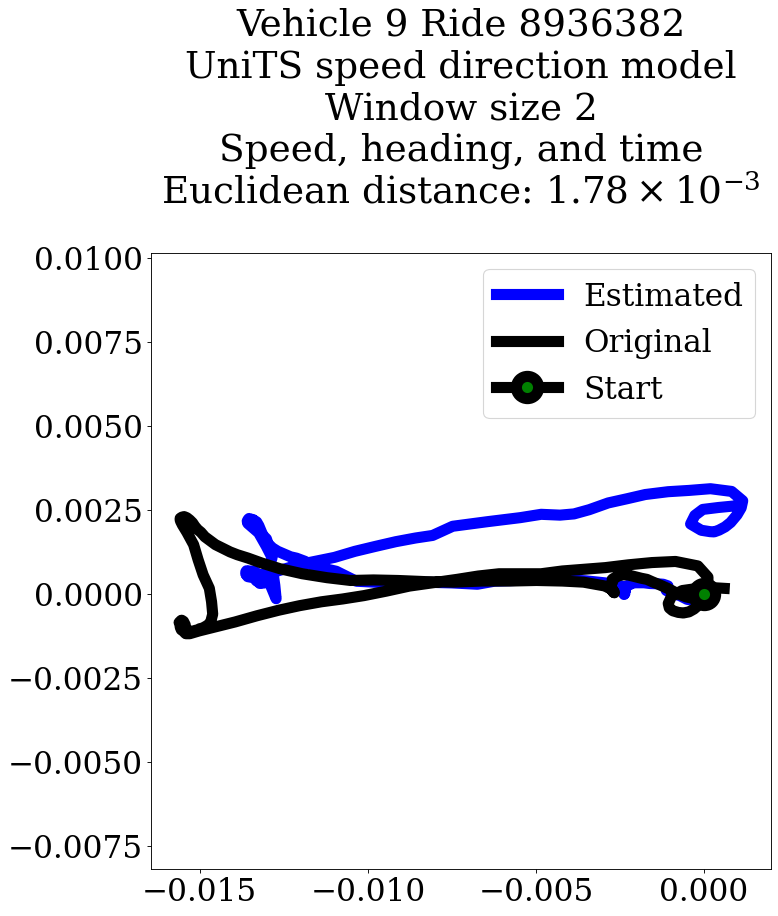 Vehicle 9 Ride 8936382
UniTS speed direction model
Window size 2
Speed, heading, and time
Euclidean distance: 1.78 × 10⁻³
Estimated
Original
Start
0.0100
0.0075
0.0050
0.0025
0.0000
−0.0025
−0.0050
−0.0075
−0.015
−0.010
−0.005
0.000